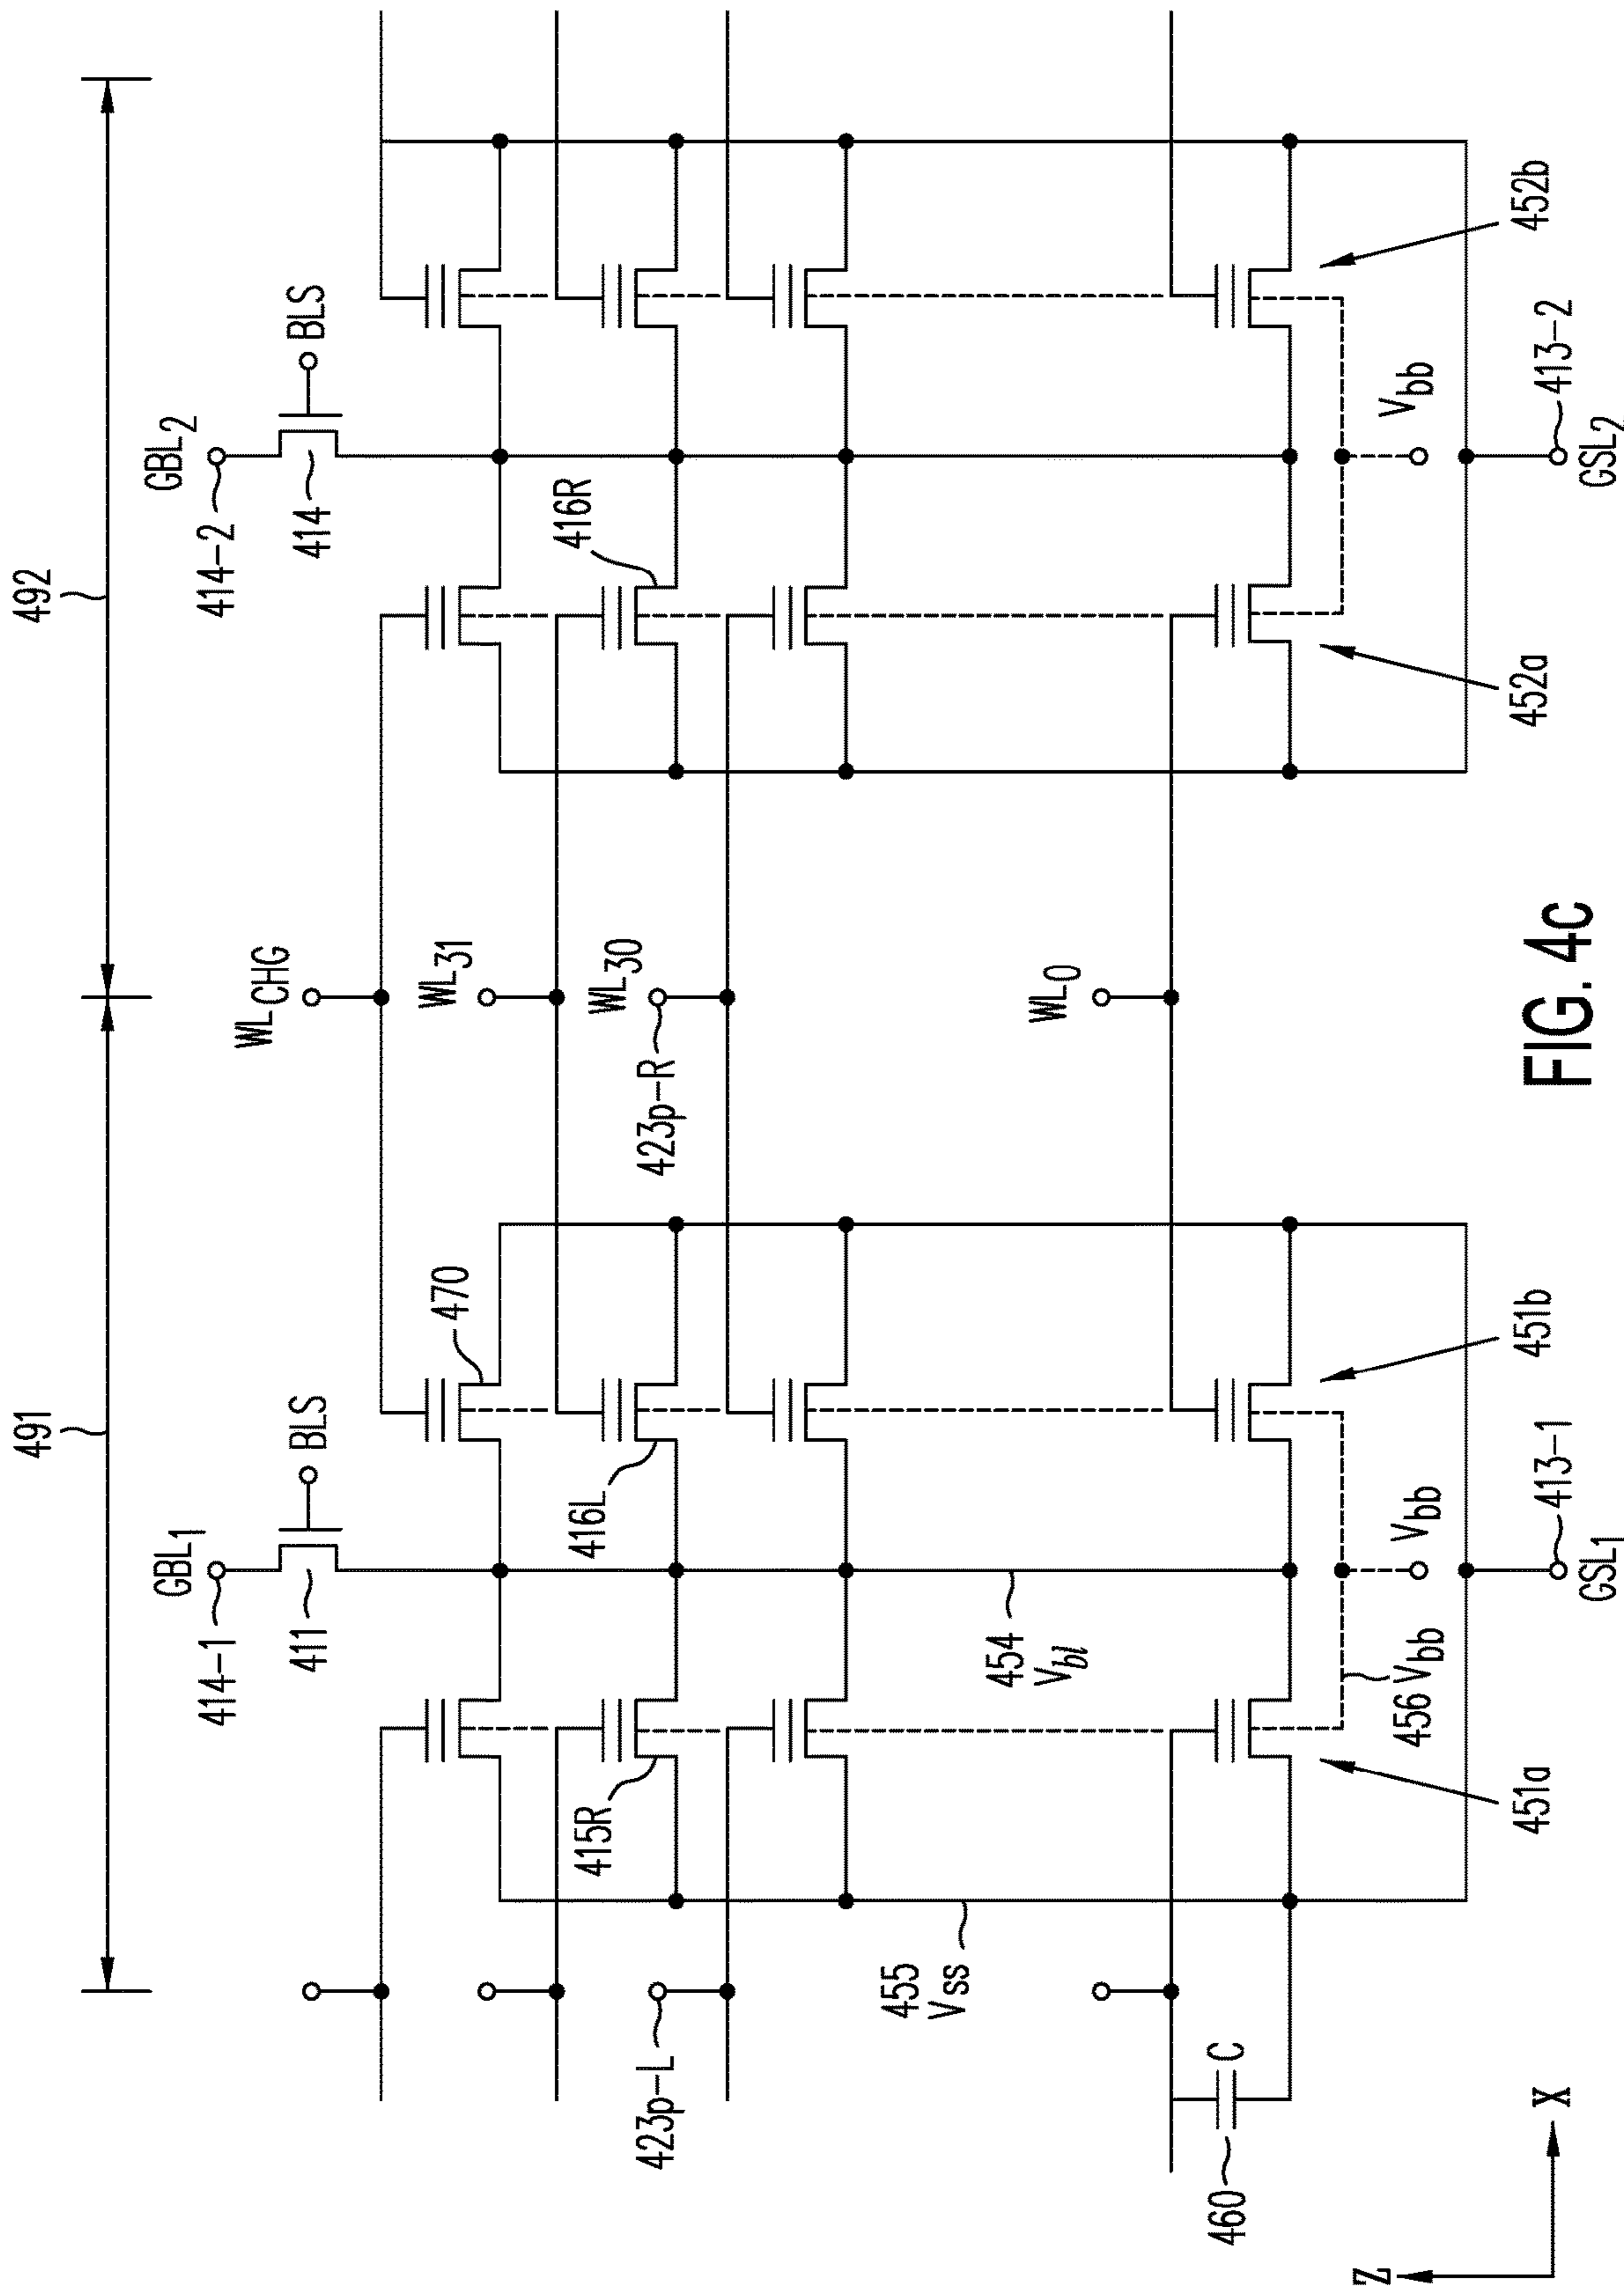 491
492
GBL1
414-1
411
BLS
GBL2
414-2
414
BLS
WLCHG
WL31
WL30
423p-R
WL0
470
416L
415R
416R
423p-L
455
Vss
454
Vbl
460
C
456 Vbb
Vbb
Vbb
451a
451b
452a
452b
413-1
GSL1
413-2
GSL2
Z
X
FIG. 4c